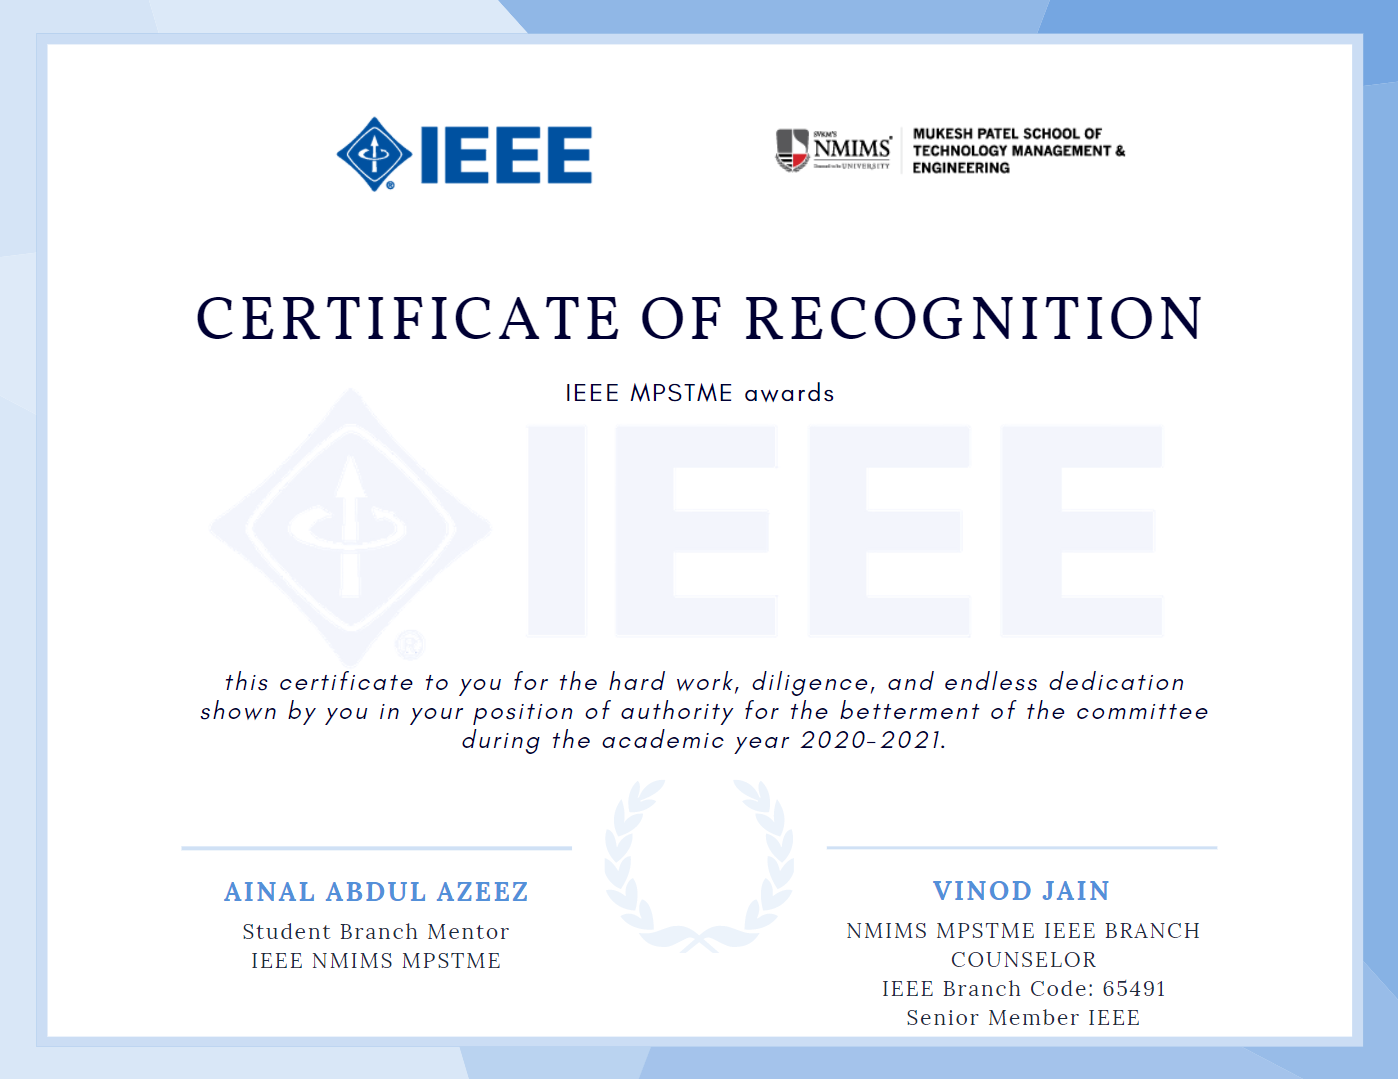 IEEE
SVKM'S
NMIMS
Deemed to be UNIVERSITY
MUKESH PATEL SCHOOL OF
TECHNOLOGY MANAGEMENT &
ENGINEERING
CERTIFICATE OF RECOGNITION
IEEE MPSTME awards
IEEE
this certificate to you for the hard work, diligence, and endless dedication
shown by you in your position of authority for the betterment of the committee
during the academic year 2020-2021.
AINAL ABDUL AZEEZ
Student Branch Mentor
IEEE NMIMS MPSTME
VINOD JAIN
NMIMS MPSTME IEEE BRANCH
COUNSELOR
IEEE Branch Code: 65491
Senior Member IEEE